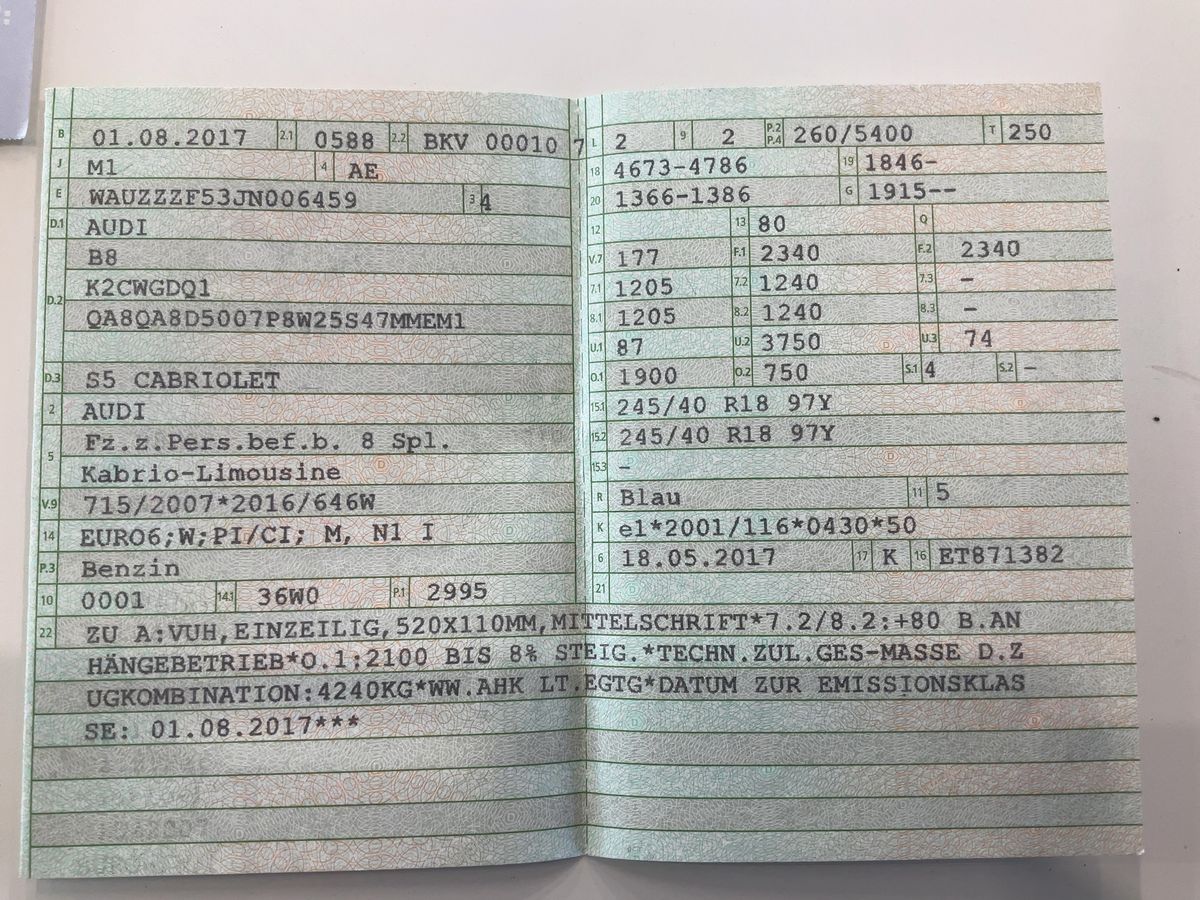 B 01.08.2017 2.1 0588 2.2 BKV 00010 7
J M1 4 AE
E WAUZZZF53JN006459 3 4
D.1 AUDI
B8
D.2 K2CWGDQ1
QA8QA8D5007P8W25S47MMEM1
D.3 S5 CABRIOLET
2 AUDI
5 Fz.z.Pers.bef.b. 8 Spl.
Kabrio-Limousine
V.9 715/2007*2016/646W
14 EURO6;W;PI/CI; M, N1 I
P.3 Benzin
10 0001 14.1 36W0 P.1 2995
L 2 9 2 P.2 P.4 260/5400 T 250
18 4673-4786 19 1846-
20 1366-1386 G 1915--
12 13 80 Q
V.7 177 F.1 2340 F.2 2340
7.1 1205 7.2 1240 7.3 -
8.1 1205 8.2 1240 8.3 -
U.1 87 U.2 3750 U.3 74
O.1 1900 O.2 750 S.1 4 S.2 -
15.1 245/40 R18 97Y
15.2 245/40 R18 97Y
15.3 -
R Blau 11 5
K e1*2001/116*0430*50
6 18.05.2017 17 K 16 ET871382
21
22 ZU A:VUH,EINZEILIG,520X110MM,MITTELSCHRIFT*7.2/8.2:+80 B.AN
HÄNGEBETRIEB*O.1:2100 BIS 8% STEIG.*TECHN.ZUL.GES-MASSE D.Z
UGKOMBINATION:4240KG*WW.AHK LT.EGTG*DATUM ZUR EMISSIONSKLAS
SE: 01.08.2017***